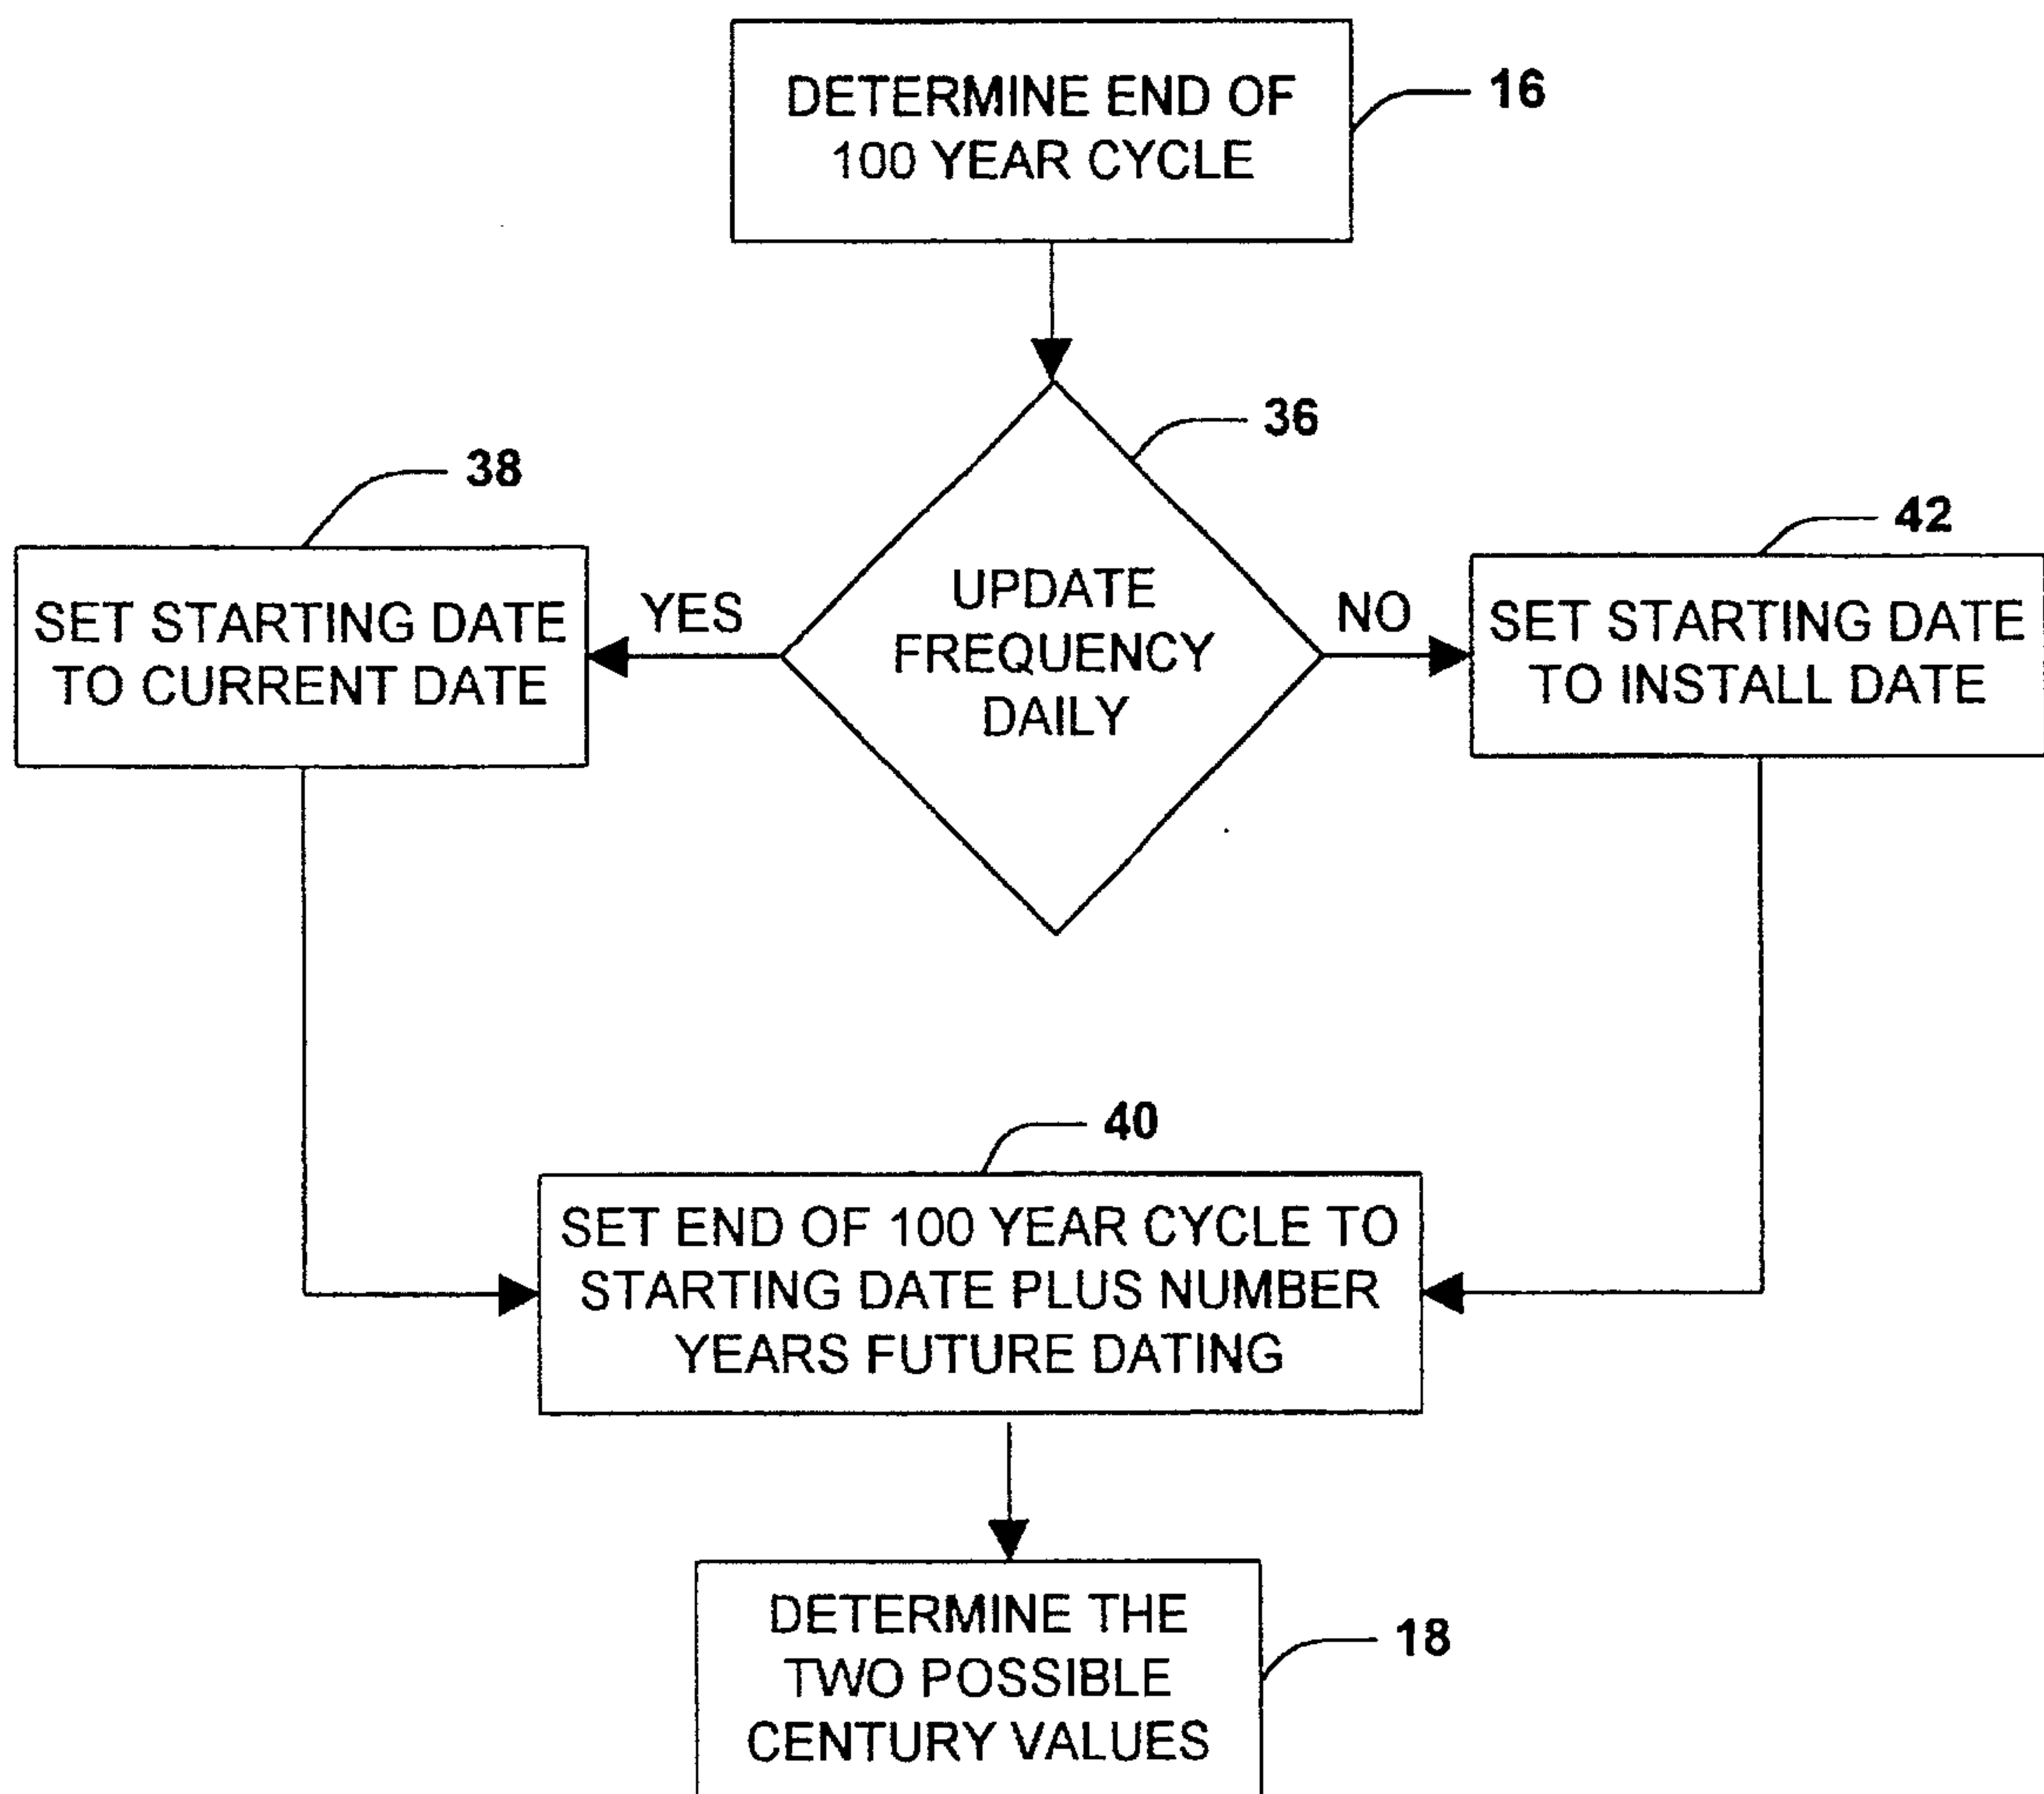 DETERMINE END OF
100 YEAR CYCLE
16
36
38
42
UPDATE
FREQUENCY
DAILY
YES
NO
SET STARTING DATE
TO CURRENT DATE
SET STARTING DATE
TO INSTALL DATE
40
SET END OF 100 YEAR CYCLE TO
STARTING DATE PLUS NUMBER
YEARS FUTURE DATING
DETERMINE THE
TWO POSSIBLE
CENTURY VALUES
18